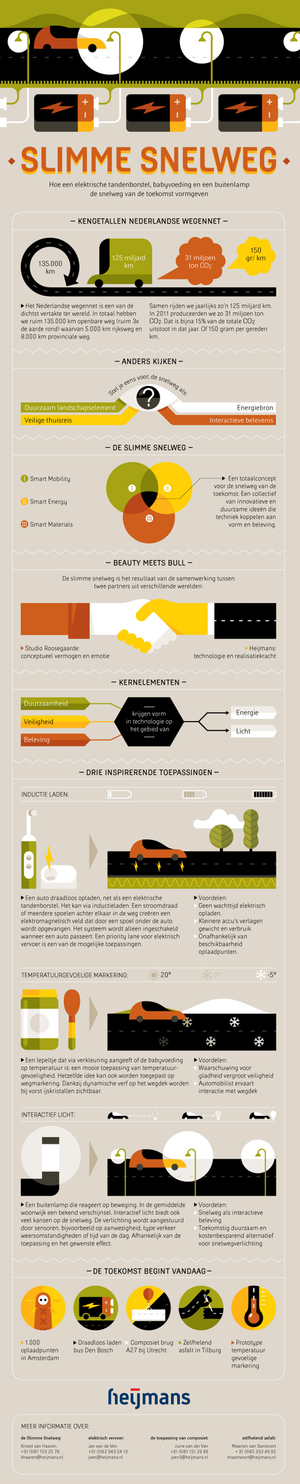 SLIMME SNELWEG
Hoe een elektrische tandenborstel, babyvoeding en een buitenlamp
de snelweg van de toekomst vormgeven
KENGETALLEN NEDERLANDSE WEGENNET
135.000
km
125 miljard
km
31 miljoen
ton CO2
150
gr/ km
Het Nederlandse wegennet is een van de
dichtst vertakte ter wereld. In totaal hebben
we ruim 135.000 km openbare weg (ruim 3x
de aarde rond) waarvan 5.000 km rijksweg en
8.000 km provinciale weg.
Samen rijden we jaarlijks zo'n 125 miljard km.
In 2011 produceerden we zo 31 miljoen ton
CO2. Dat is bijna 15% van de totale CO2
uitstoot in dat jaar. Of 150 gram per gereden
km.
ANDERS KIJKEN
Stel je eens voor, de snelweg als:
?
Duurzaam landschapselement
Energiebron
Veilige thuisreis
Interactieve belevenis
DE SLIMME SNELWEG
Smart Mobility
Smart Energy
Smart Materials
Een totaalconcept
voor de snelweg van de
toekomst. Een collectief
van innovatieve en
duurzame ideeën die
techniek koppelen aan
vorm en beleving.
BEAUTY MEETS BULL
De slimme snelweg is het resultaat van de samenwerking tussen
twee partners uit verschillende werelden:
Studio Roosegaarde:
conceptueel vermogen en emotie
Heijmans:
technologie en realisatiekracht
KERNELEMENTEN
Duurzaamheid
Veiligheid
Beleving
krijgen vorm
in technologie op
het gebied van
Energie
Licht
DRIE INSPIRERENDE TOEPASSINGEN
INDUCTIE LADEN:
Een auto draadloos opladen, net als een elektrische
tandenborstel. Het kan via inductieladen. Een stroomdraad
of meerdere spoelen achter elkaar in de weg creëren een
elektromagnetisch veld dat door een spoel onder de auto
wordt opgevangen. Het systeem wordt alleen ingeschakeld
wanneer een auto passeert. Een priority lane voor elektrisch
vervoer is een van de mogelijke toepassingen.
Voordelen:
Geen wachttijd elektrisch
opladen.
Kleinere accu's verlagen
gewicht en verbruik.
Onafhankelijk van
beschikbaarheid
oplaadpunten.
TEMPERATUURGEVOELIGE MARKERING:
20°
-5°
Een lepeltje dat via verkleuring aangeeft of de babyvoeding
op temperatuur is: een mooie toepassing van temperatuur-
gevoeligheid. Hetzelfde idee kan ook worden toegepast op
wegmarkering. Dankzij dynamische verf op het wegdek worden
bij vorst ijskristallen zichtbaar.
Voordelen:
Waarschuwing voor
gladheid vergroot veiligheid
Automobilist ervaart
interactie met wegdek
INTERACTIEF LICHT:
Een buitenlamp die reageert op beweging. In de gemiddelde
woonwijk een bekend verschijnsel. Interactief licht biedt ook
veel kansen op de snelweg. De verlichting wordt aangestuurd
door sensoren, bijvoorbeeld op aanwezigheid, type verkeer
weersomstandigheden of tijd van de dag. Afhankelijk van de
toepassing en het gewenste effect.
Voordelen:
Snelweg als interactieve
beleving
Toekomstig duurzaam en
kostenbesparend alternatief
voor snelwegverlichting
DE TOEKOMST BEGINT VANDAAG
1.000
oplaadpunten
in Amsterdam
Draadloos laden
bus Den Bosch
Composiet brug
A27 bij Utrecht
Zelfhelend
asfalt in Tilburg
Prototype
temperatuur
gevoelige
markering
heijmans
MEER INFORMATIE OVER:
de Slimme Snelweg:
elektrisch vervoer:
de toepassing van composiet:
zelfhelend asfalt:
Jan van de Ven